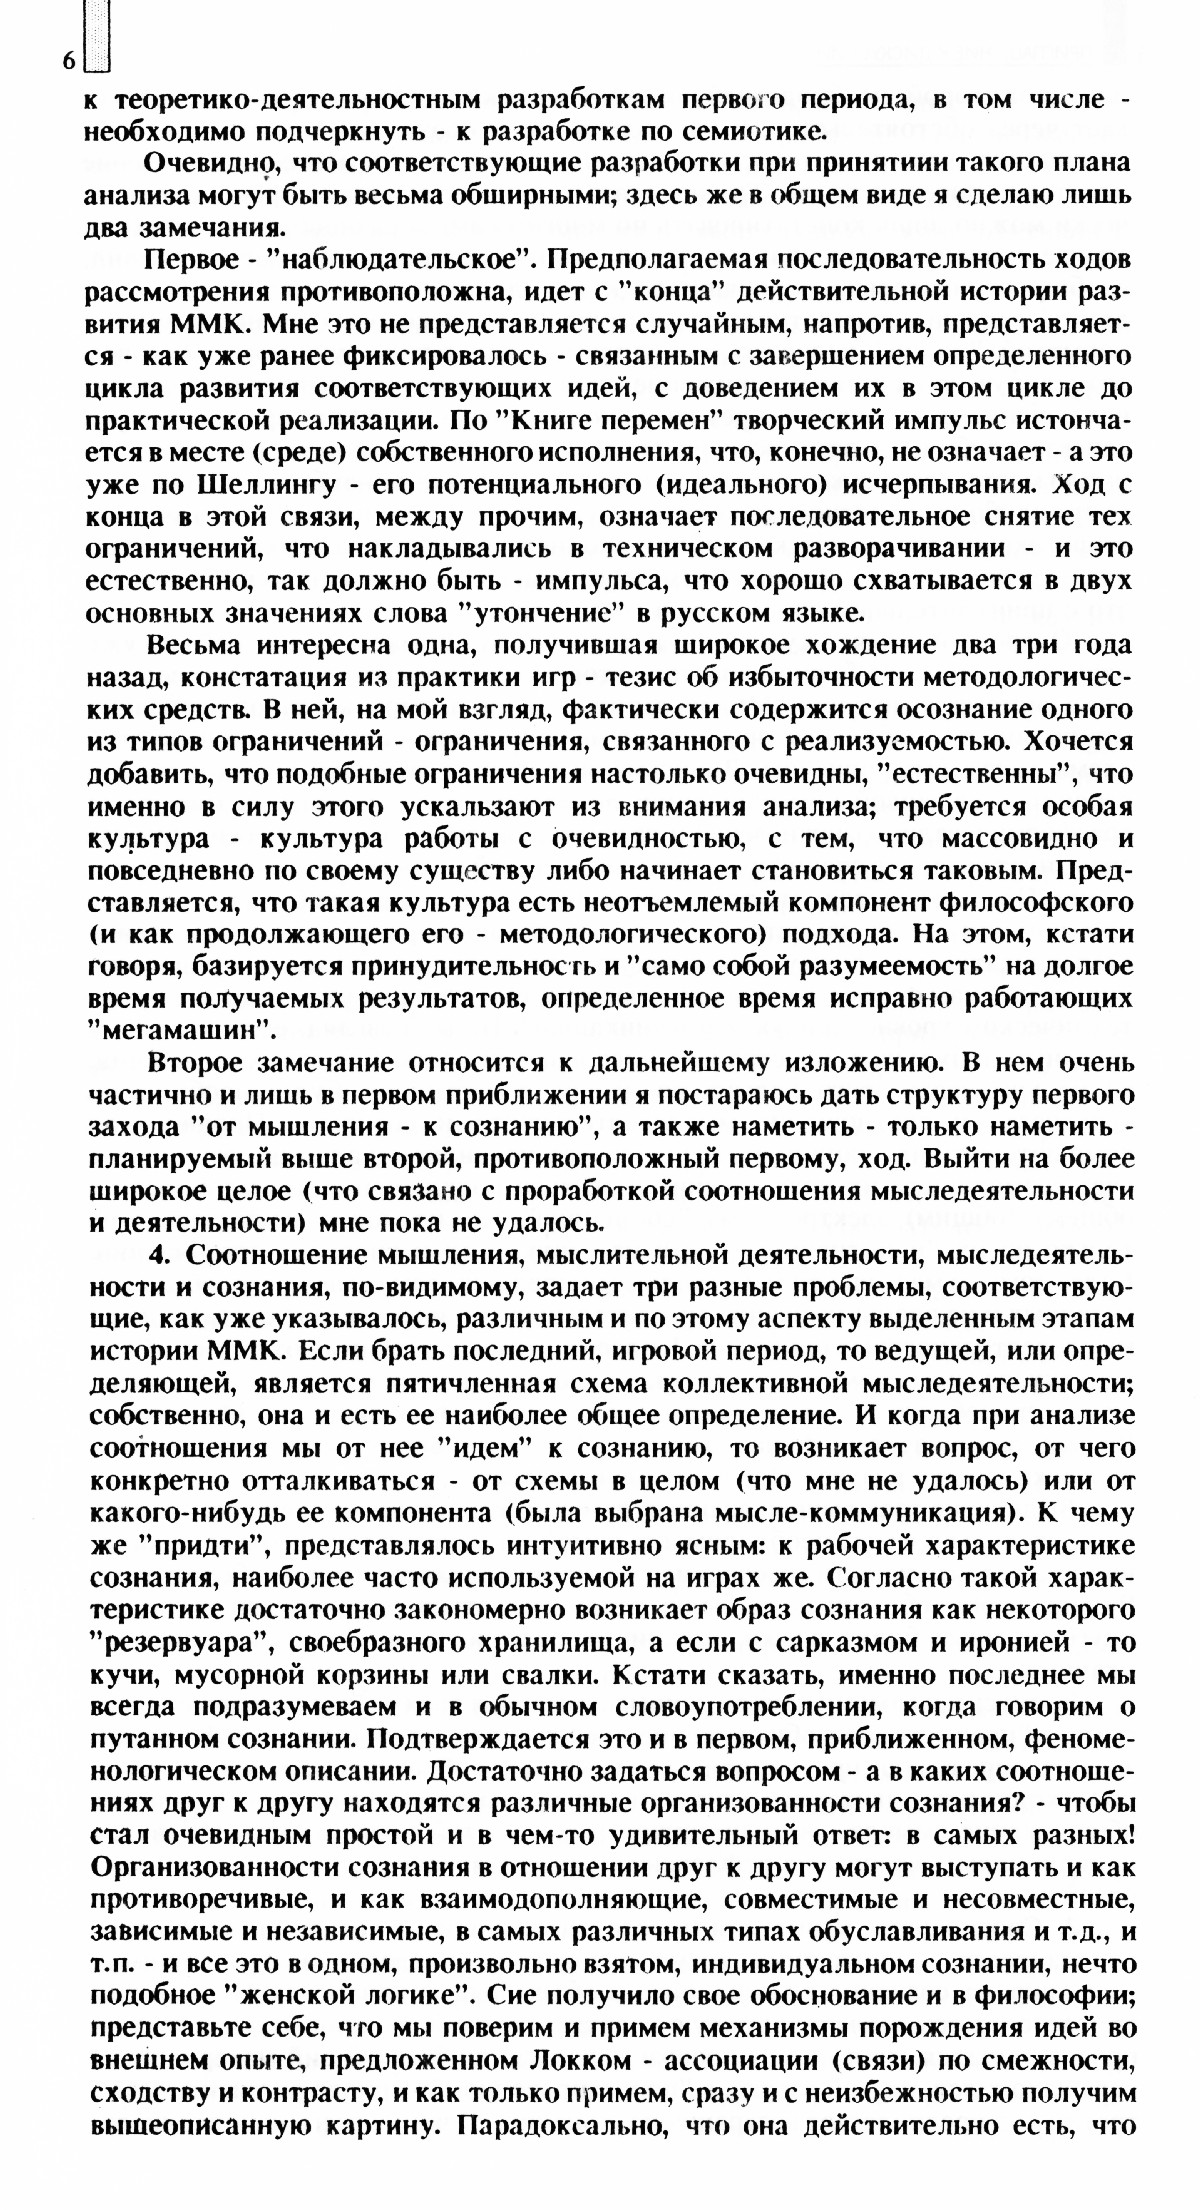 6
к теоретико-деятельностным разработкам первого периода, в том числе -
необходимо подчеркнуть - к разработке по семиотике.
Очевидно, что соответствующие разработки при принятиии такого плана
анализа могут быть весьма обширными; здесь же в общем виде я сделаю лишь
два замечания.
Первое - "наблюдательское". Предполагаемая последовательность ходов
рассмотрения противоположна, идет с "конца" действительной истории раз-
вития ММК. Мне это не представляется случайным, напротив, представляет-
ся - как уже ранее фиксировалось - связанным с завершением определенного
цикла развития соответствующих идей, с доведением их в этом цикле до
практической реализации. По "Книге перемен" творческий импульс истонча-
ется в месте (среде) собственного исполнения, что, конечно, не означает - а это
уже по Шеллингу - его потенциального (идеального) исчерпывания. Ход с
конца в этой связи, между прочим, означает последовательное снятие тех
ограничений, что накладывались в техническом разворачивании - и это
естественно, так должно быть - импульса, что хорошо схватывается в двух
основных значениях слова "утончение" в русском языке.
Весьма интересна одна, получившая широкое хождение два три года
назад, констатация из практики игр - тезис об избыточности методологичес-
ких средств. В ней, на мой взгляд, фактически содержится осознание одного
из типов ограничений - ограничения, связанного с реализуемостью. Хочется
добавить, что подобные ограничения настолько очевидны, "естественны", что
именно в силу этого ускальзают из внимания анализа; требуется особая
культура - культура работы с очевидностью, с тем, что массовидно и
повседневно по своему существу либо начинает становиться таковым. Пред-
ставляется, что такая культура есть неотъемлемый компонент философского
(и как продолжающего его - методологического) подхода. На этом, кстати
говоря, базируется принудительность и "само собой разумеемость" на долгое
время получаемых результатов, определенное время исправно работающих
"мегамашин".
Второе замечание относится к дальнейшему изложению. В нем очень
частично и лишь в первом приближении я постараюсь дать структуру первого
захода "от мышления - к сознанию", а также наметить - только наметить -
планируемый выше второй, противоположный первому, ход. Выйти на более
широкое целое (что связано с проработкой соотношения мыследеятельности
и деятельности) мне пока не удалось.
4. Соотношение мышления, мыслительной деятельности, мыследеятель-
ности и сознания, по-видимому, задает три разные проблемы, соответствую-
щие, как уже указывалось, различным и по этому аспекту выделенным этапам
истории ММК. Если брать последний, игровой период, то ведущей, или опре-
деляющей, является пятичленная схема коллективной мыследеятельности;
собственно, она и есть ее наиболее общее определение. И когда при анализе
соотношения мы от нее "идем" к сознанию, то возникает вопрос, от чего
конкретно отталкиваться - от схемы в целом (что мне не удалось) или от
какого-нибудь ее компонента (была выбрана мысле-коммуникация). К чему
же "придти", представлялось интуитивно ясным: к рабочей характеристике
сознания, наиболее часто используемой на играх же. Согласно такой харак-
теристике достаточно закономерно возникает образ сознания как некоторого
"резервуара", своебразного хранилища, а если с сарказмом и иронией - то
кучи, мусорной корзины или свалки. Кстати сказать, именно последнее мы
всегда подразумеваем и в обычном словоупотреблении, когда говорим о
путанном сознании. Подтверждается это и в первом, приближенном, феноме-
нологическом описании. Достаточно задаться вопросом - а в каких соотноше-
ниях друг к другу находятся различные организованности сознания? - чтобы
стал очевидным простой и в чем-то удивительный ответ: в самых разных!
Организованности сознания в отношении друг к другу могут выступать и как
противоречивые, и как взаимодополняющие, совместимые и несовместные,
зависимые и независимые, в самых различных типах обуславливания и т.д., и
т.п. - и все это в одном, произвольно взятом, индивидуальном сознании, нечто
подобное "женской логике". Сие получило свое обоснование и в философии;
представьте себе, что мы поверим и примем механизмы порождения идей во
внешнем опыте, предложенном Локком - ассоциации (связи) по смежности,
сходству и контрасту, и как только примем, сразу и с неизбежностью получим
вышеописанную картину. Парадоксально, что она действительно есть, что